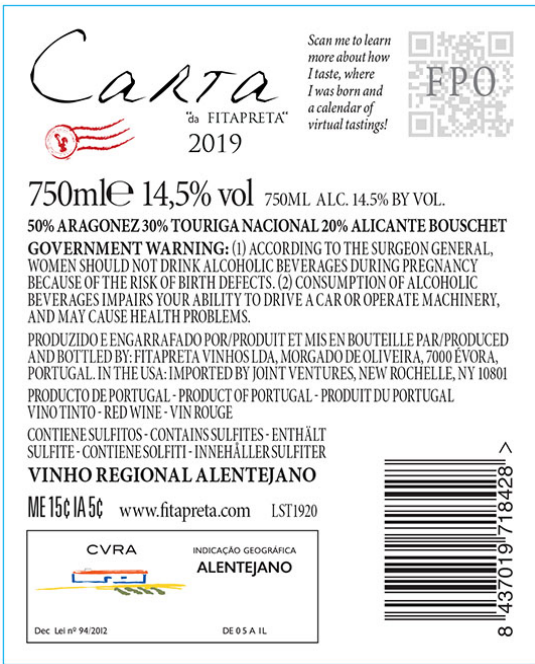 CARTA
Scan me to learn
more about how
I taste, where
I was born and
a calendar of
virtual tastings!
FPO
"da FITAPRETA"
2019
750ml℮ 14,5% vol 750ML ALC. 14.5% BY VOL.
50% ARAGONEZ 30% TOURIGA NACIONAL 20% ALICANTE BOUSCHET
GOVERNMENT WARNING: (1) ACCORDING TO THE SURGEON GENERAL,
WOMEN SHOULD NOT DRINK ALCOHOLIC BEVERAGES DURING PREGNANCY
BECAUSE OF THE RISK OF BIRTH DEFECTS. (2) CONSUMPTION OF ALCOHOLIC
BEVERAGES IMPAIRS YOUR ABILITY TO DRIVE A CAR OR OPERATE MACHINERY,
AND MAY CAUSE HEALTH PROBLEMS.
PRODUZIDO E ENGARRAFADO POR/PRODUIT ET MIS EN BOUTEILLE PAR/PRODUCED
AND BOTTLED BY: FITAPRETA VINHOS LDA, MORGADO DE OLIVEIRA, 7000 ÉVORA,
PORTUGAL. IN THE USA: IMPORTED BY JOINT VENTURES, NEW ROCHELLE, NY 10801
PRODUCTO DE PORTUGAL - PRODUCT OF PORTUGAL - PRODUIT DU PORTUGAL
VINO TINTO - RED WINE - VIN ROUGE
CONTIENE SULFITOS - CONTAINS SULFITES - ENTHÄLT
SULFITE - CONTIENE SOLFITI - INNEHÅLLER SULFITER
VINHO REGIONAL ALENTEJANO
ME 15¢ IA 5¢ www.fitapreta.com LST1920
CVRA
INDICAÇÃO GEOGRÁFICA
ALENTEJANO
Dec Lei nº 94/2012 DE 0 5 A 1L
8 437019 718428 >